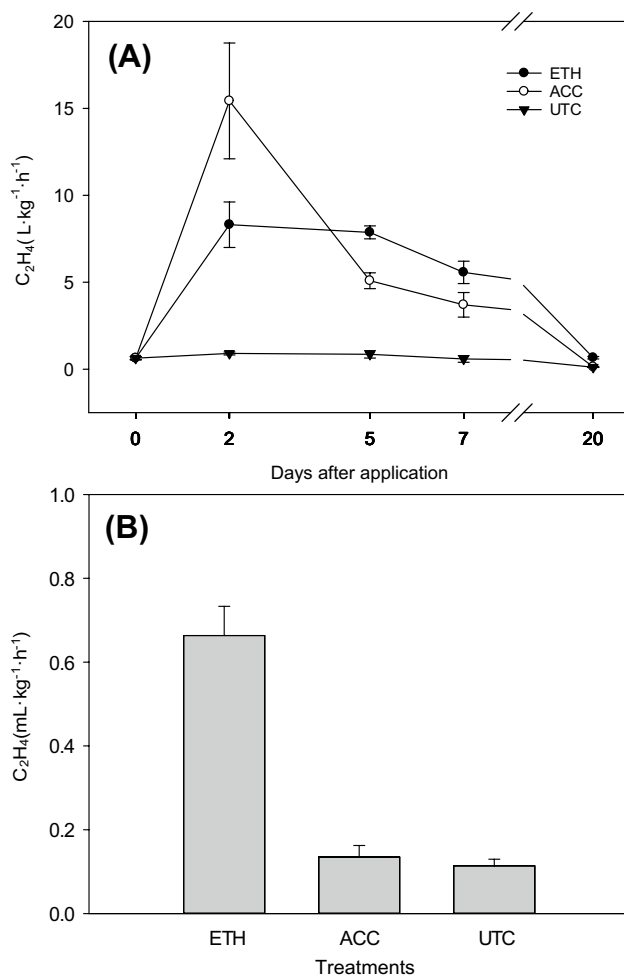 20
(A)
ETH
ACC
UTC
15
10
5
0
C₂H₄( L·kg⁻¹·h⁻¹)
0 2 5 7 20
Days after application
1.0
(B)
0.8
0.6
0.4
0.2
0.0
C₂H₄(mL·kg⁻¹·h⁻¹)
ETH ACC UTC
Treatments